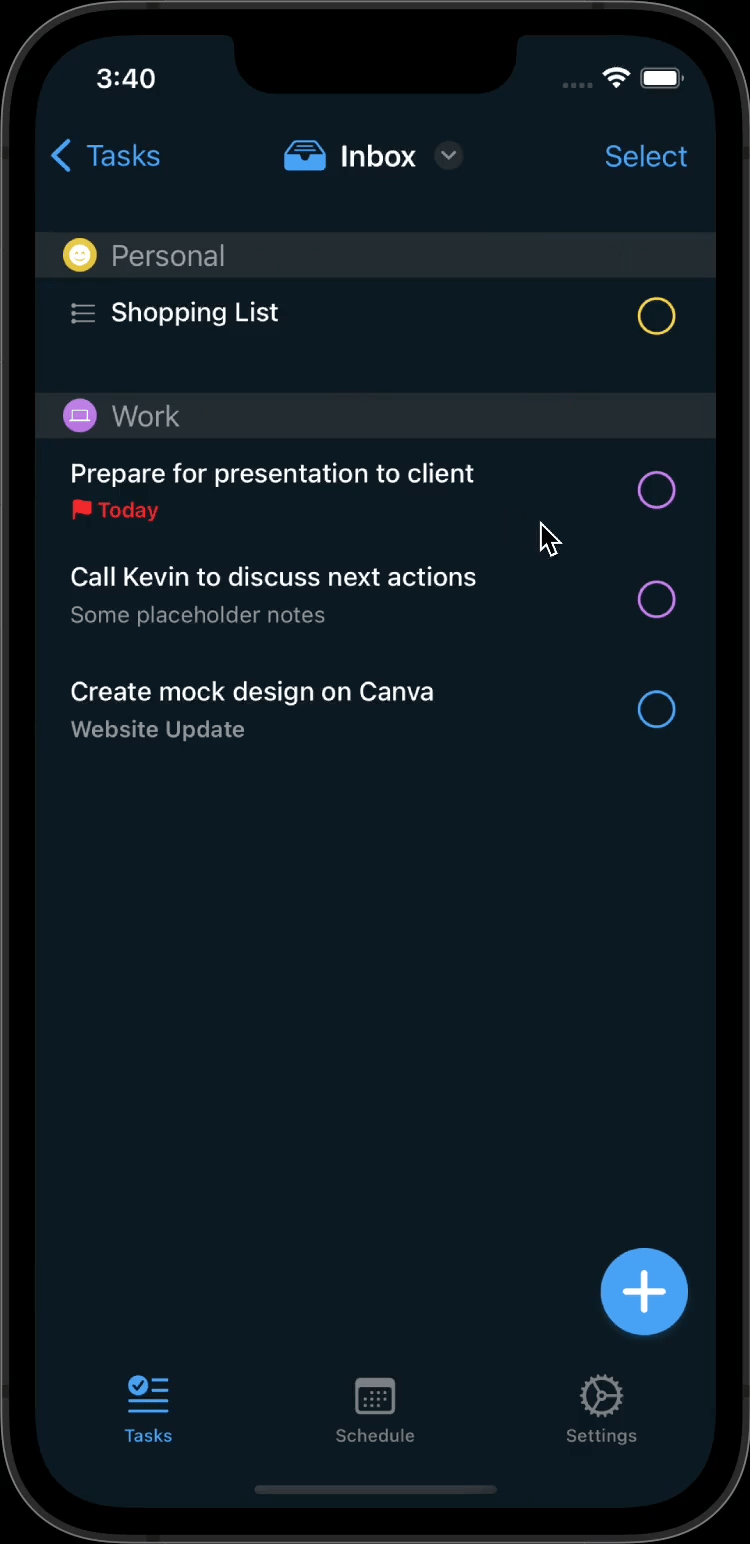 3:40
Tasks
Inbox
Select
Personal
Shopping List
Work
Prepare for presentation to client
Today
Call Kevin to discuss next actions
Some placeholder notes
Create mock design on Canva
Website Update
Tasks
Schedule
Settings